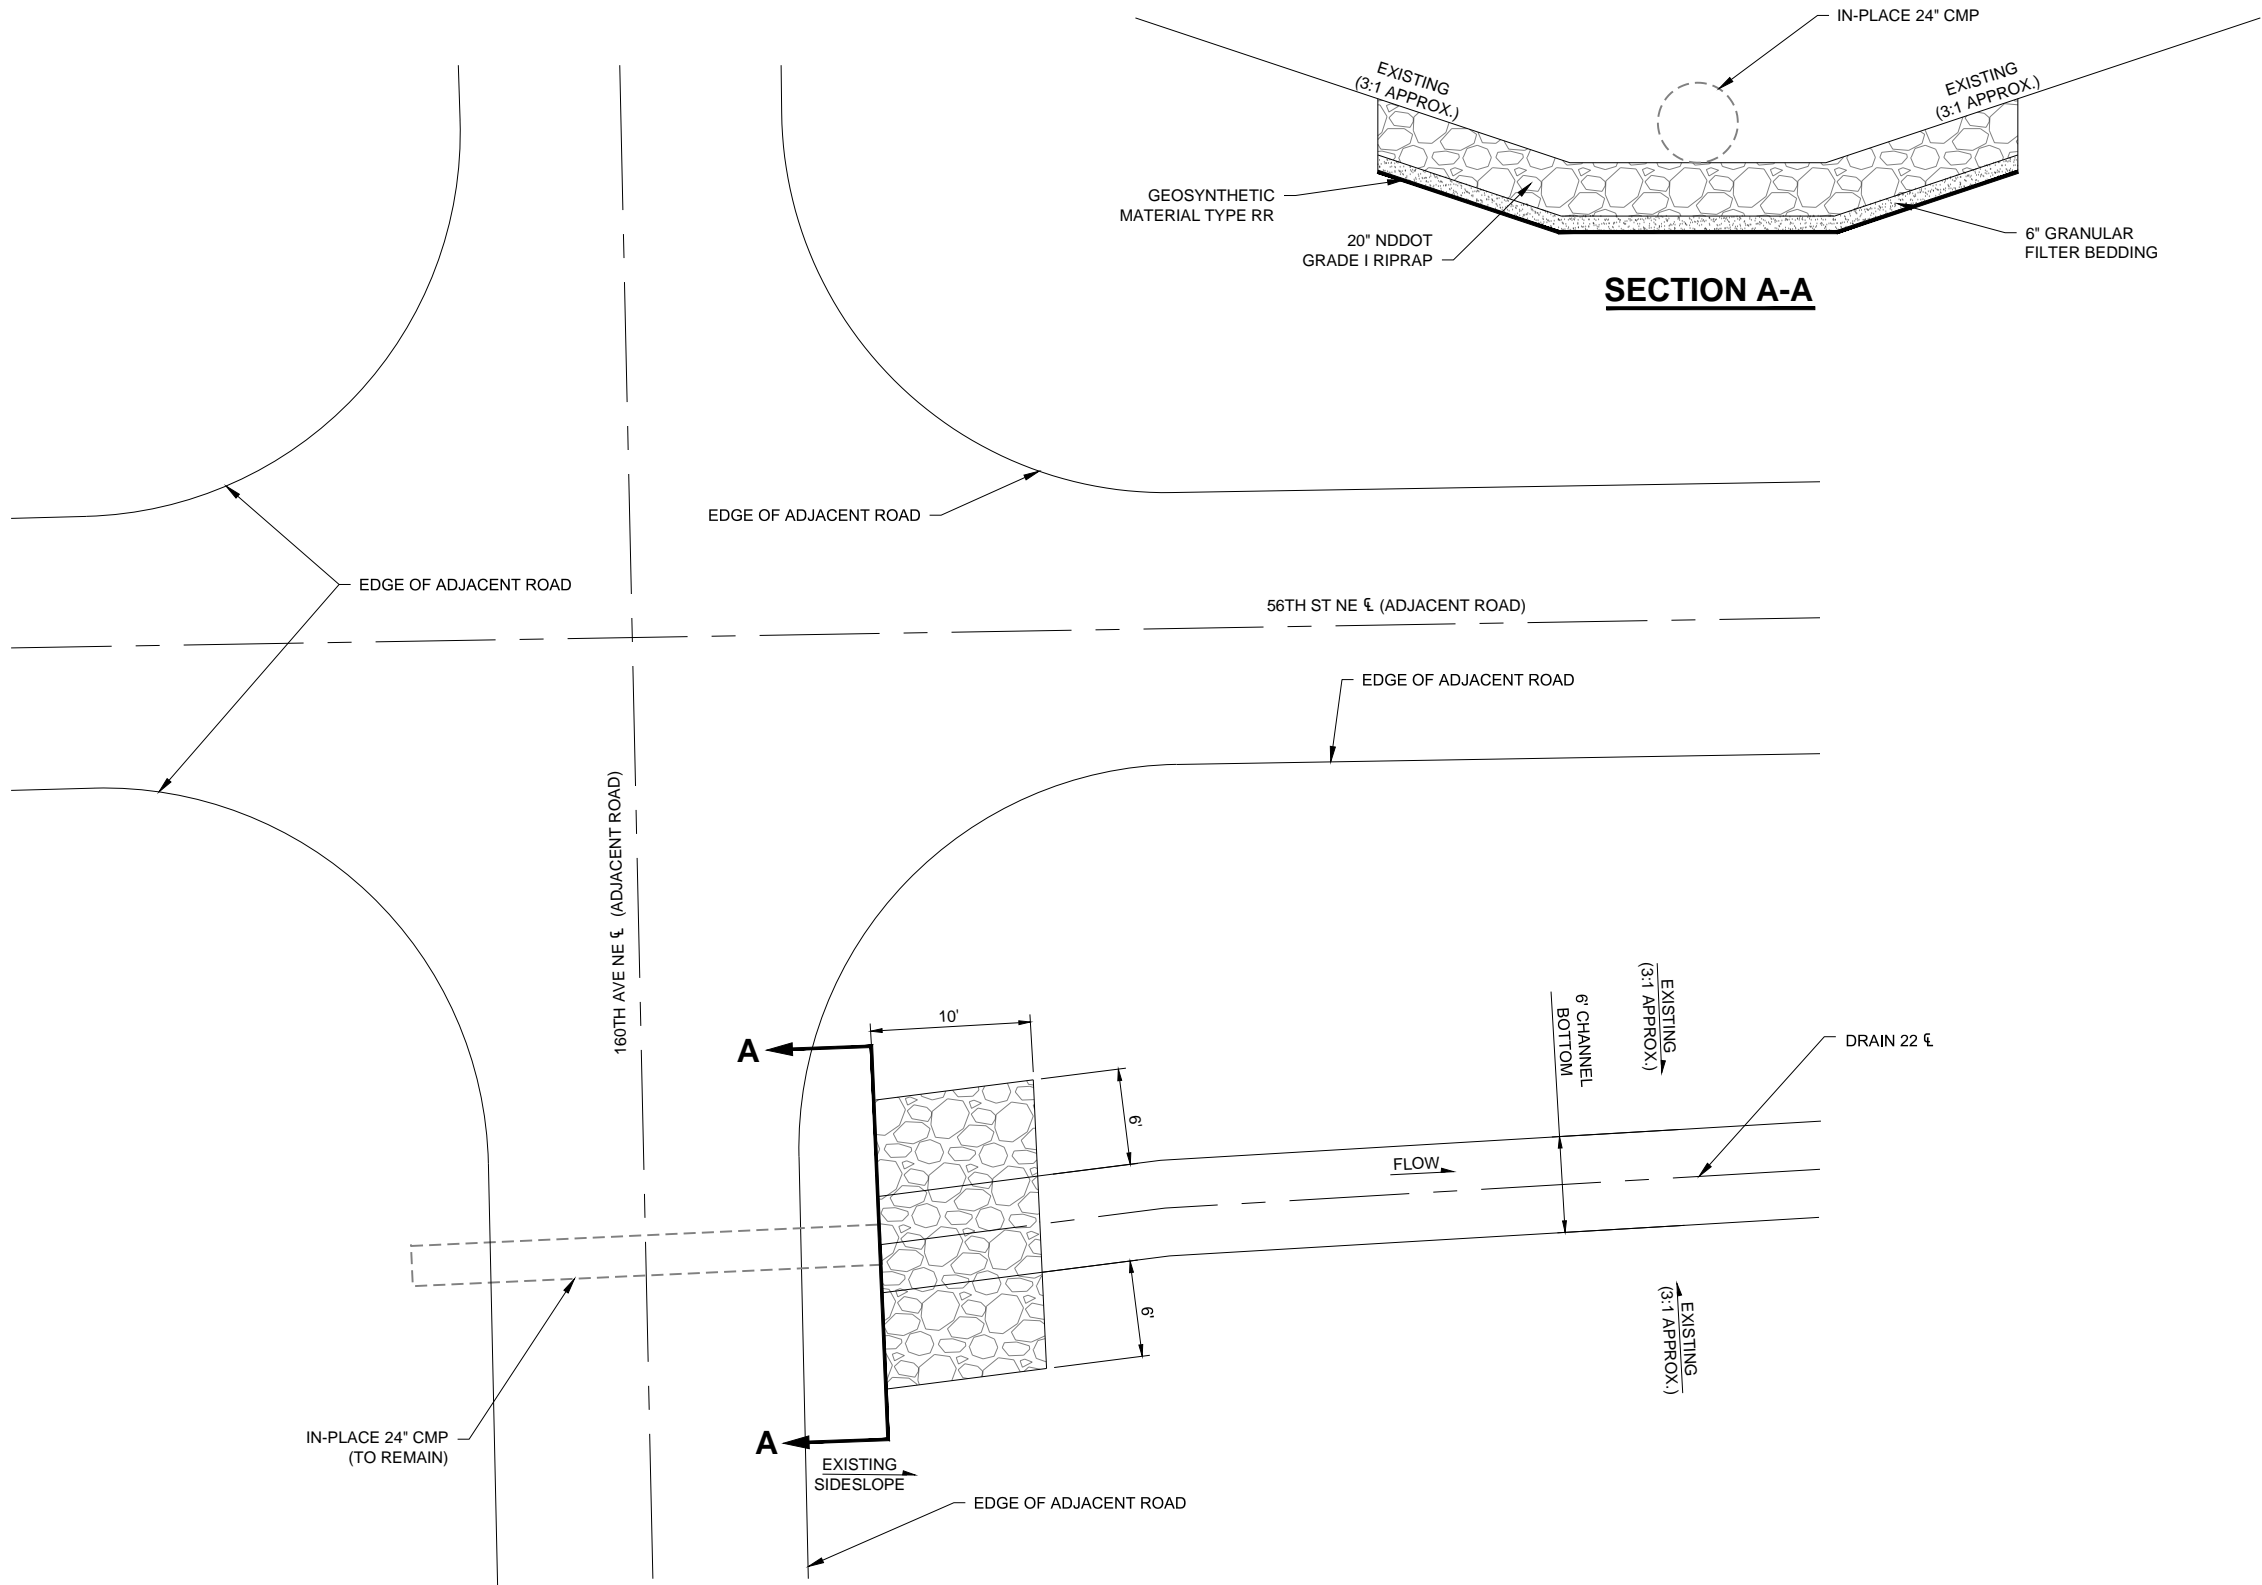 IN-PLACE 24" CMP
EXISTING
(3:1 APPROX.)
EXISTING
(3:1 APPROX.)
GEOSYNTHETIC
MATERIAL TYPE RR
20" NDDOT
GRADE I RIPRAP
6" GRANULAR
FILTER BEDDING
SECTION A-A
EDGE OF ADJACENT ROAD
EDGE OF ADJACENT ROAD
56TH ST NE ℄ (ADJACENT ROAD)
EDGE OF ADJACENT ROAD
160TH AVE NE ℄ (ADJACENT ROAD)
A
10'
6'
6' CHANNEL
BOTTOM
EXISTING
(3:1 APPROX.)
DRAIN 22 ℄
FLOW
6'
EXISTING
(3:1 APPROX.)
IN-PLACE 24" CMP
(TO REMAIN)
A
EXISTING
SIDESLOPE
EDGE OF ADJACENT ROAD